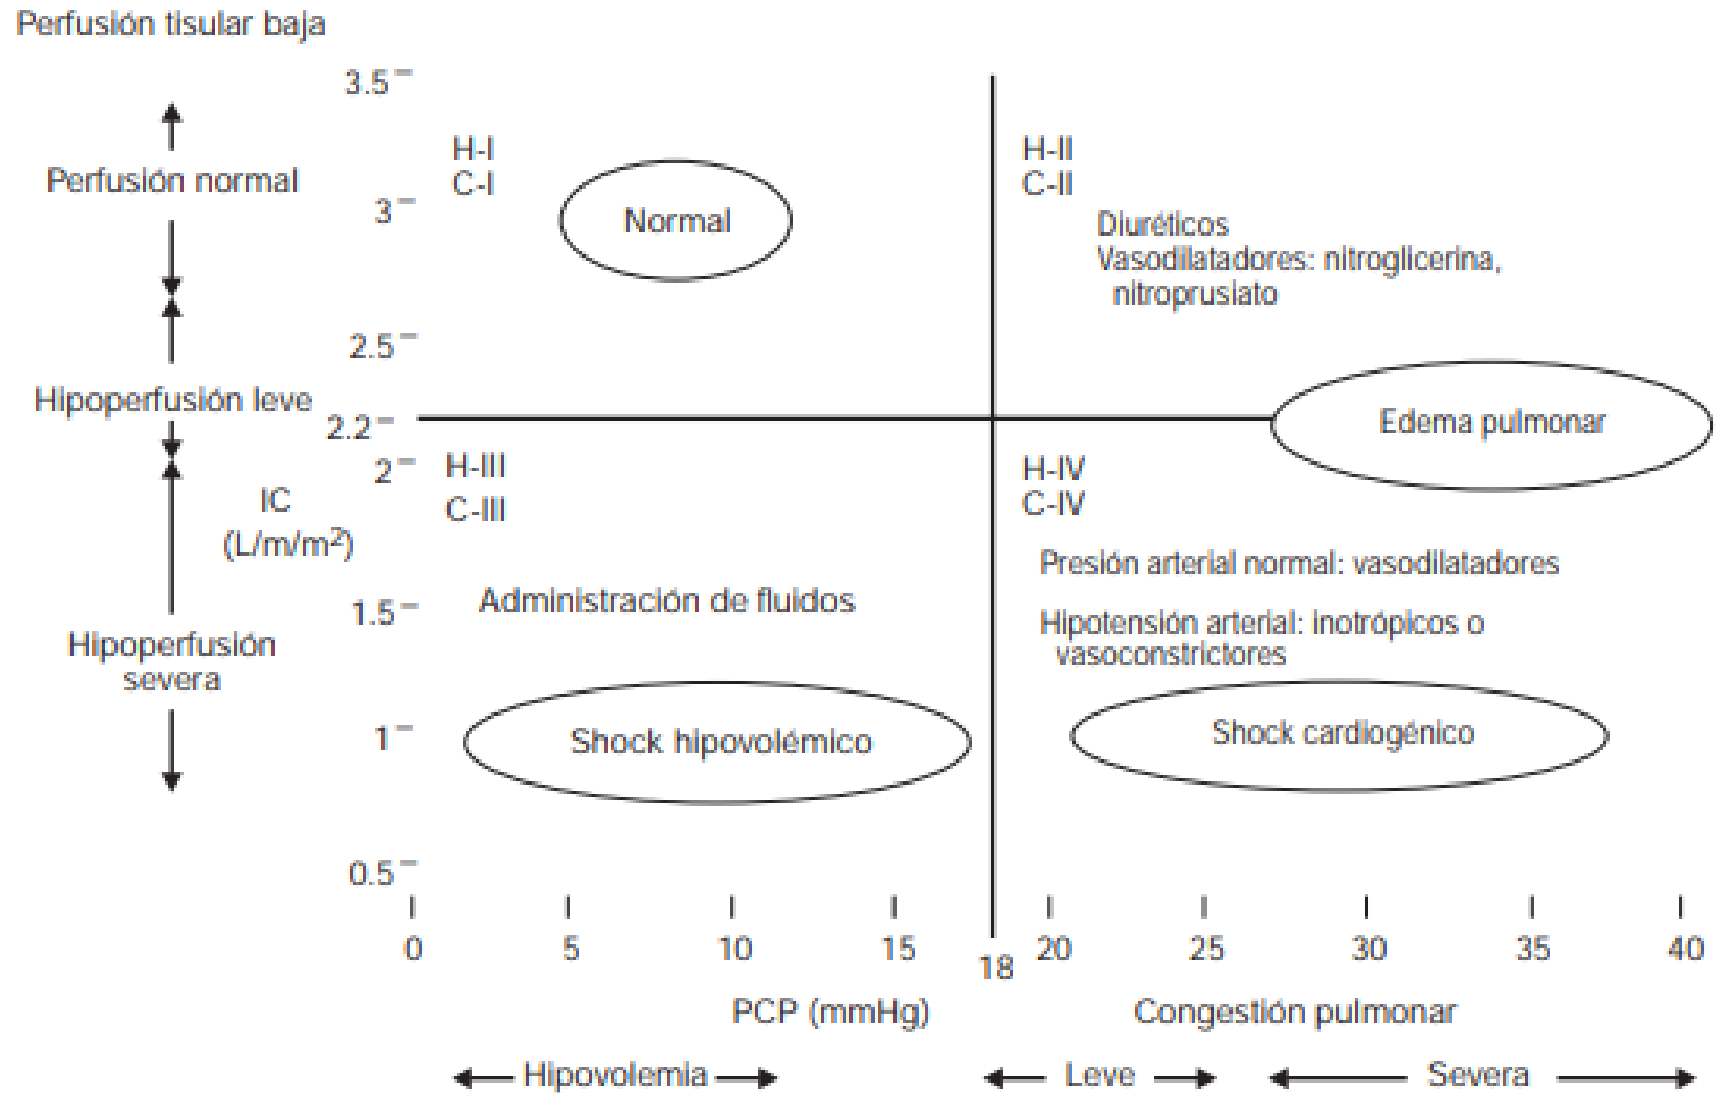 Perfusión tisular baja
3.5
H-I
C-I
H-II
C-II
Perfusión normal
3
Normal
Diuréticos
Vasodilatadores: nitroglicerina,
nitroprusiato
2.5
Hipoperfusión leve
2.2
Edema pulmonar
2
H-III
C-III
H-IV
C-IV
IC
(L/m/m²)
Presión arterial normal: vasodilatadores
1.5
Administración de fluidos
Hipotensión arterial: inotrópicos o
vasoconstrictores
Hipoperfusión
severa
1
Shock hipovolémico
Shock cardiogénico
0.5
0 5 10 15 18 20 25 30 35 40
PCP (mmHg) Congestión pulmonar
Hipovolemia Leve Severa